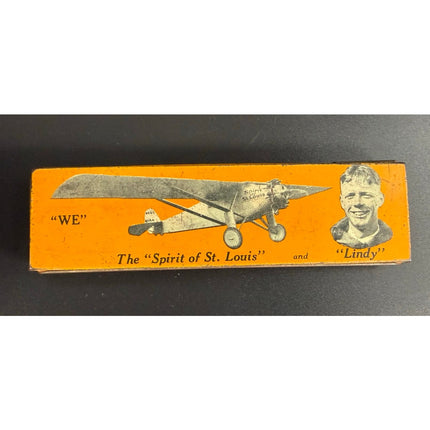 "WE"
The "Spirit of St. Louis" and "Lindy"